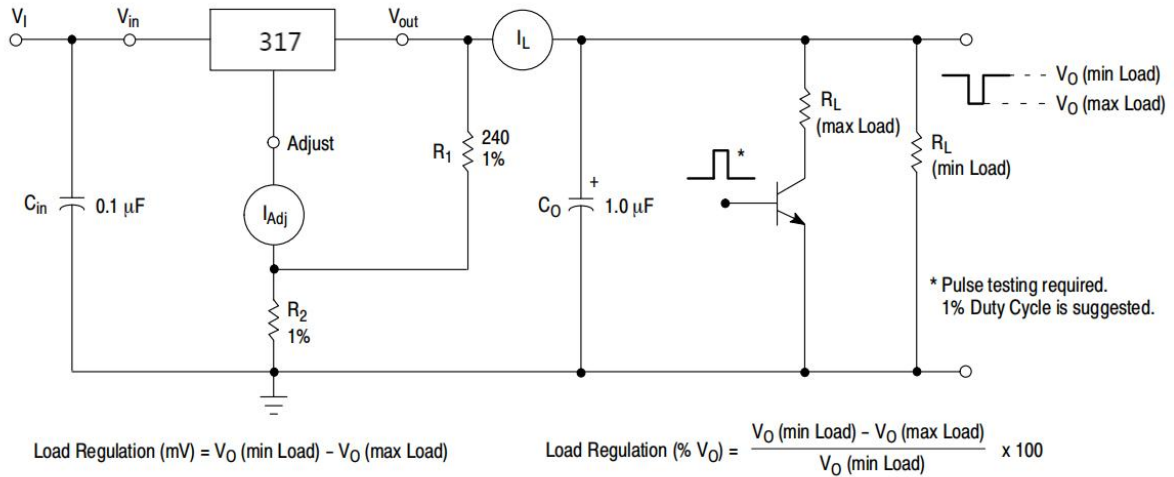 V_I
V_in
317
V_out
I_L
Adjust
R_1
240
1%
R_L
(max Load)
*
R_L
(min Load)
V_O (min Load)
V_O (max Load)
C_in
0.1 μF
I_Adj
C_O
+
1.0 μF
R_2
1%
* Pulse testing required.
1% Duty Cycle is suggested.
Load Regulation (mV) = V_O (min Load) – V_O (max Load)
Load Regulation (% V_O) = V_O (min Load) – V_O (max Load) / V_O (min Load) x 100